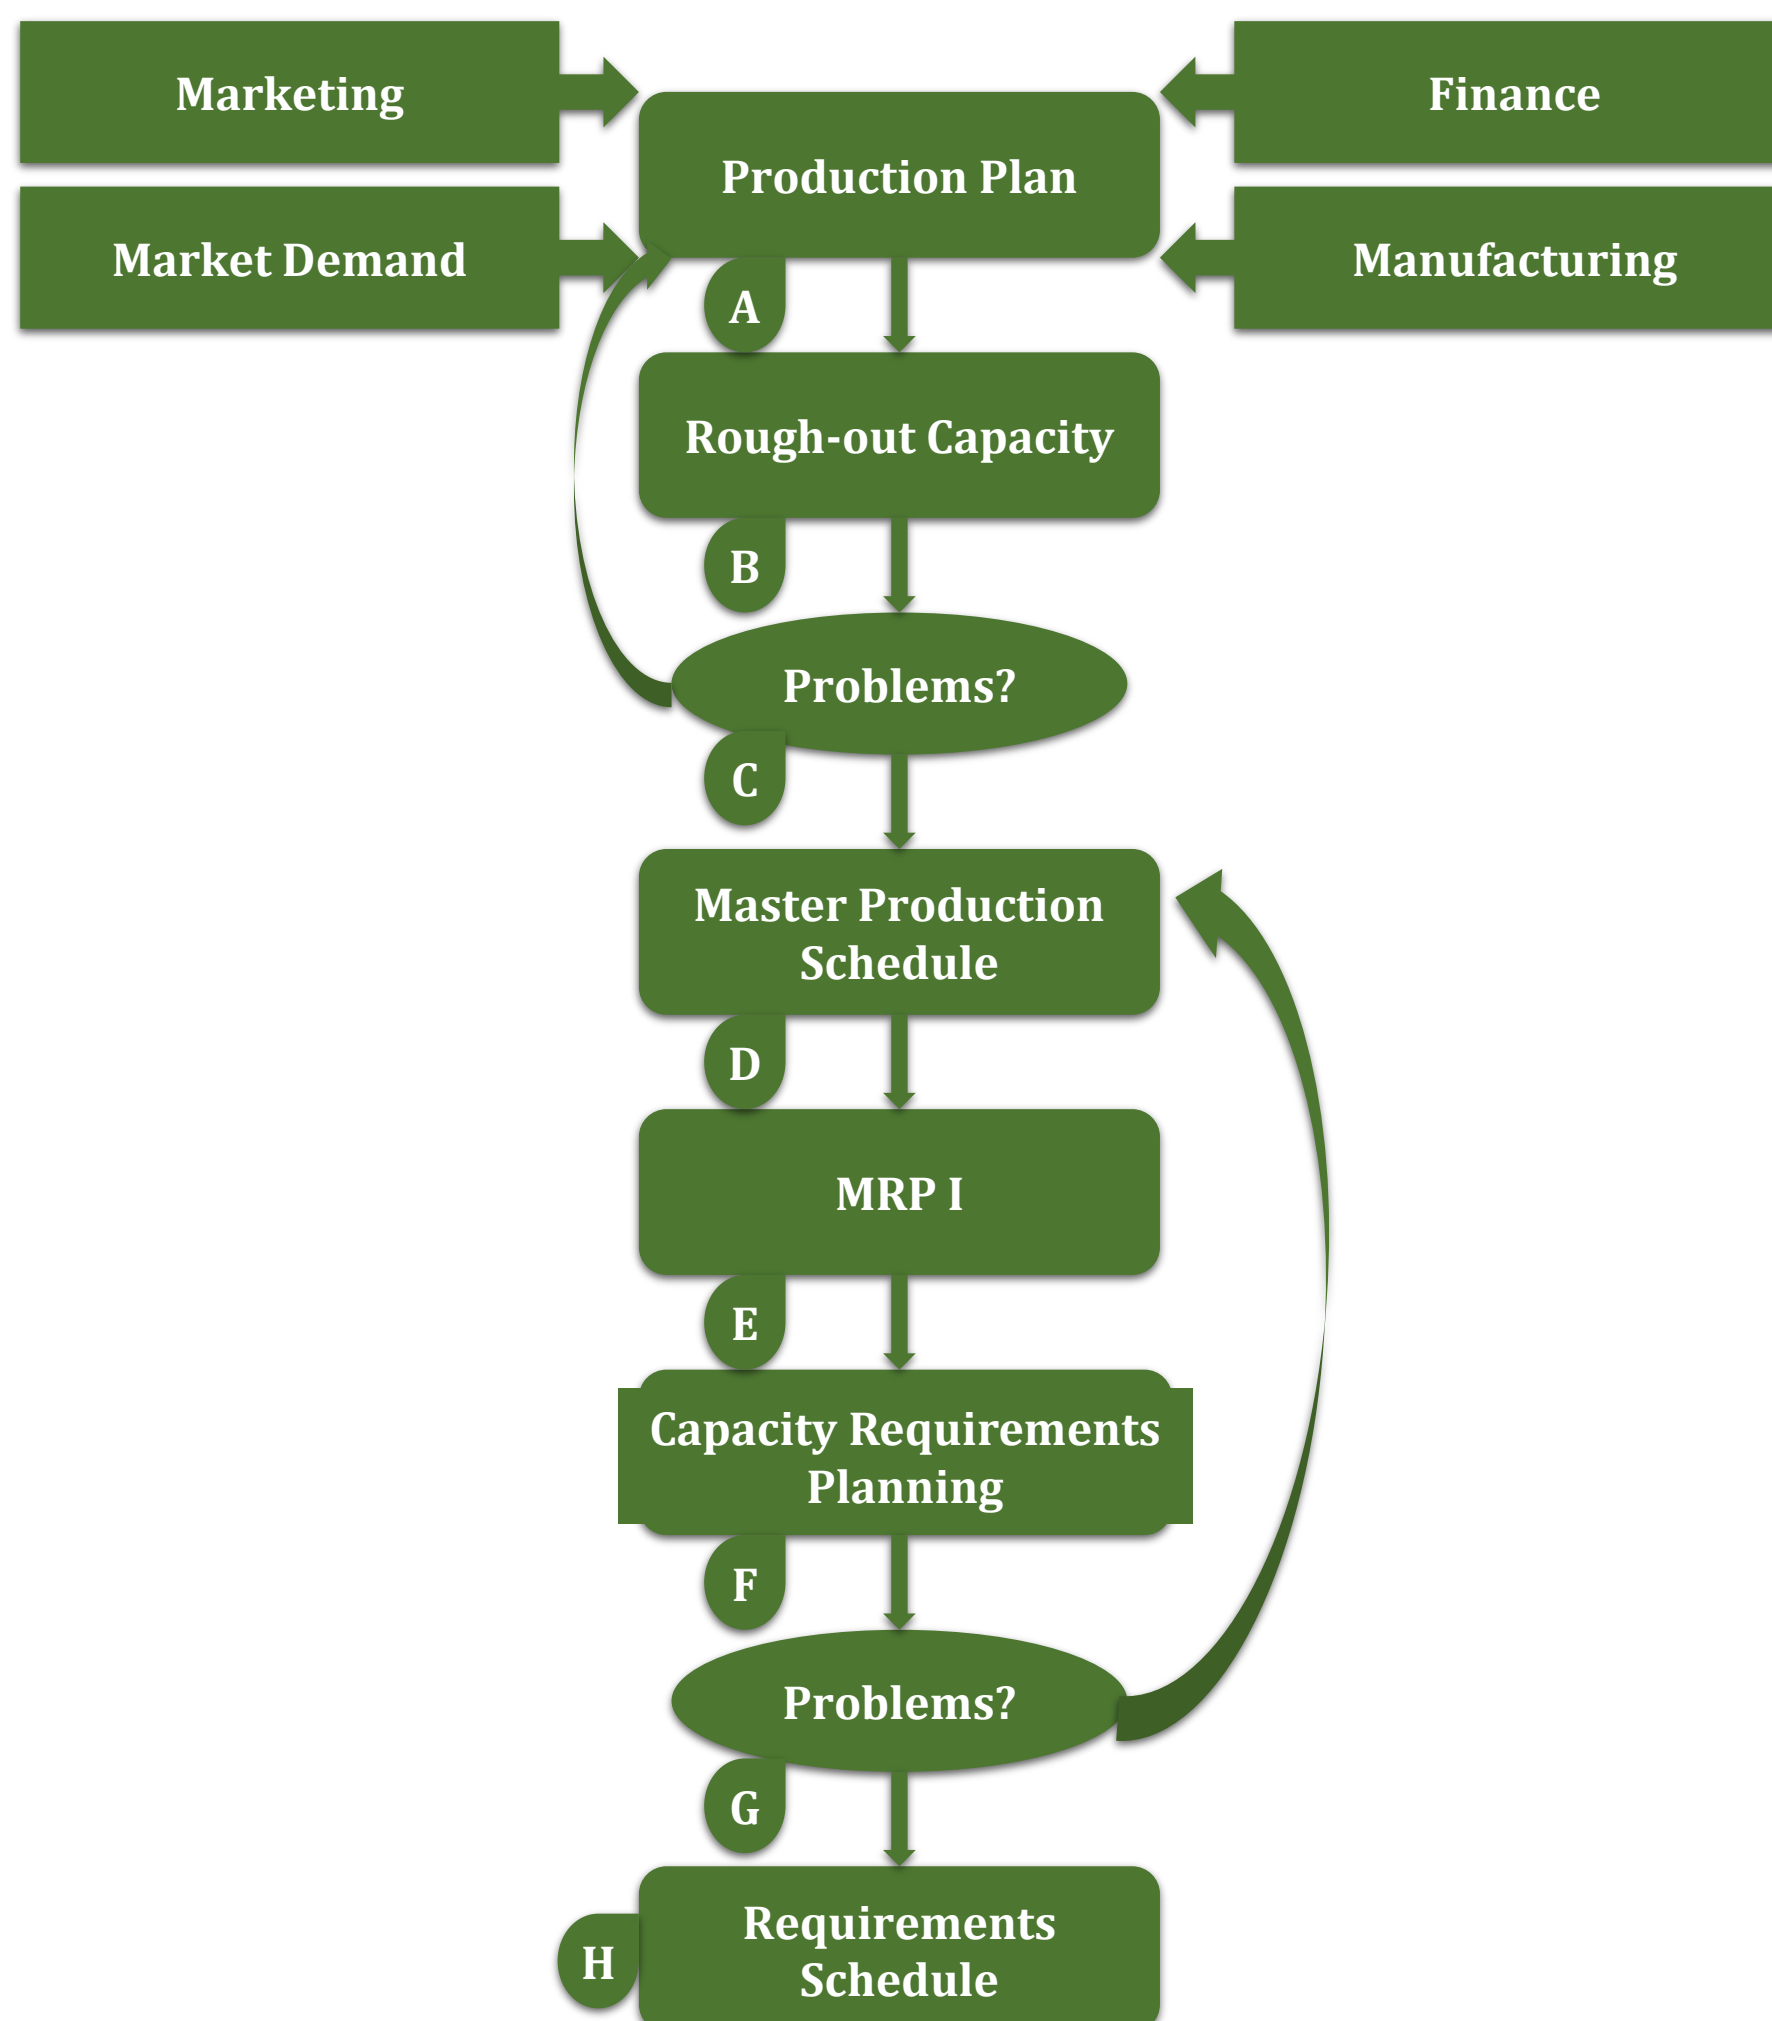 Marketing
Finance
Production Plan
Market Demand
Manufacturing
A
Rough-out Capacity
B
Problems?
C
Master Production
Schedule
D
MRP I
E
Capacity Requirements
Planning
F
Problems?
G
Requirements
Schedule
H